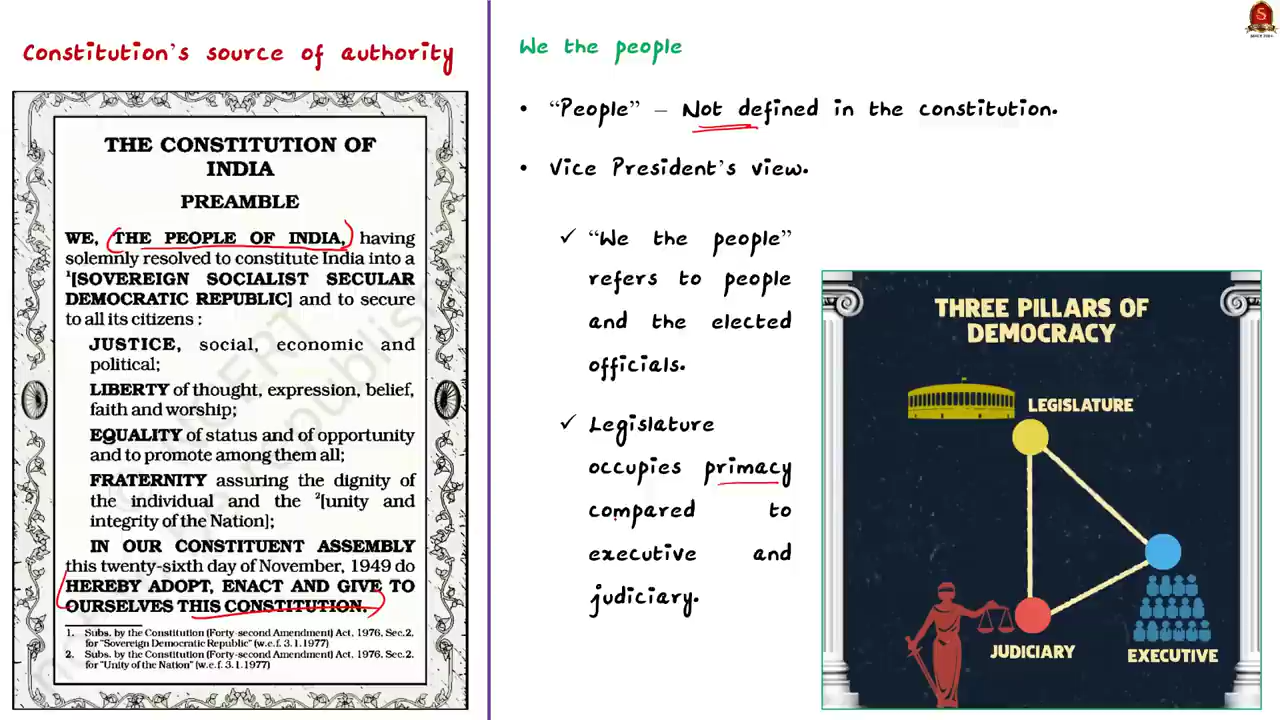 Constitution's source of authority
THE CONSTITUTION OF
INDIA
PREAMBLE
WE, THE PEOPLE OF INDIA, having
solemnly resolved to constitute India into a
1[SOVEREIGN SOCIALIST SECULAR
DEMOCRATIC REPUBLIC] and to secure
to all its citizens :
JUSTICE, social, economic and
political;
LIBERTY of thought, expression, belief,
faith and worship;
EQUALITY of status and of opportunity
and to promote among them all;
FRATERNITY assuring the dignity of
the individual and the 2[unity and
integrity of the Nation];
IN OUR CONSTITUENT ASSEMBLY
this twenty-sixth day of November, 1949 do
HEREBY ADOPT, ENACT AND GIVE TO
OURSELVES THIS CONSTITUTION.
1. Subs. by the Constitution (Forty-second Amendment) Act, 1976, Sec.2,
for "Sovereign Democratic Republic" (w.e.f. 3.1.1977)
2. Subs. by the Constitution (Forty-second Amendment) Act, 1976, Sec.2,
for "Unity of the Nation" (w.e.f. 3.1.1977)
We the people
• "People" – Not defined in the constitution.
• Vice President's view.
✓ "We the people"
refers to people
and the elected
officials.
✓ Legislature
occupies primacy
compared to
executive and
judiciary.
THREE PILLARS OF
DEMOCRACY
LEGISLATURE
JUDICIARY
EXECUTIVE
S